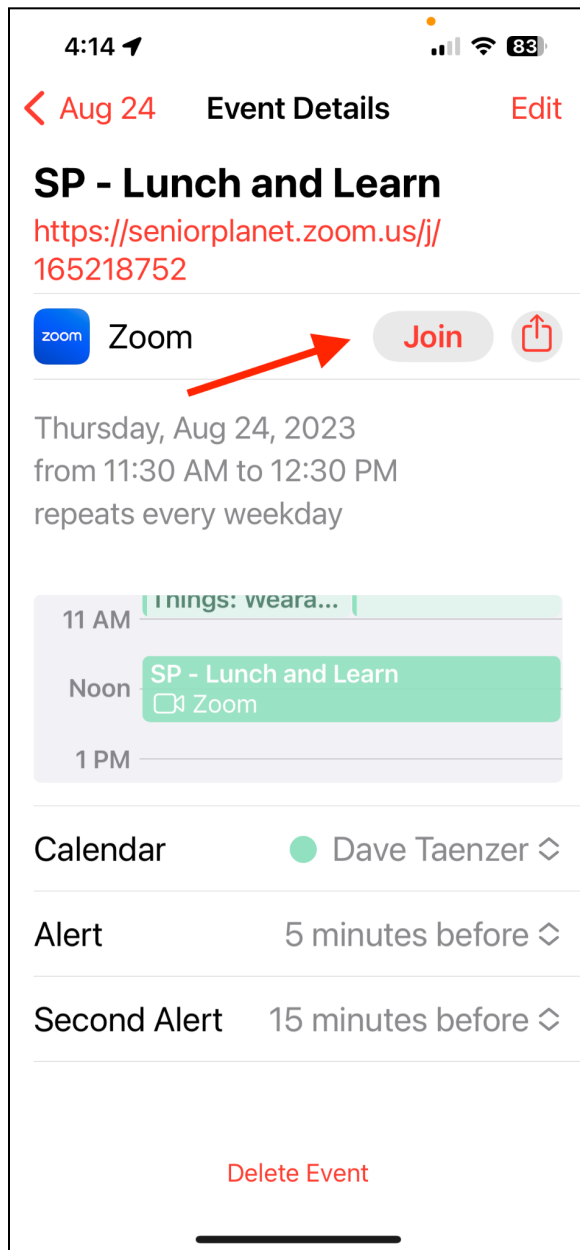 4:14
83
Aug 24
Event Details
Edit
SP - Lunch and Learn
https://seniorplanet.zoom.us/j/
165218752
zoom
Zoom
Join
Thursday, Aug 24, 2023
from 11:30 AM to 12:30 PM
repeats every weekday
Things: Weara...
11 AM
SP - Lunch and Learn
Noon
Zoom
1 PM
Calendar
Dave Taenzer
Alert
5 minutes before
Second Alert
15 minutes before
Delete Event